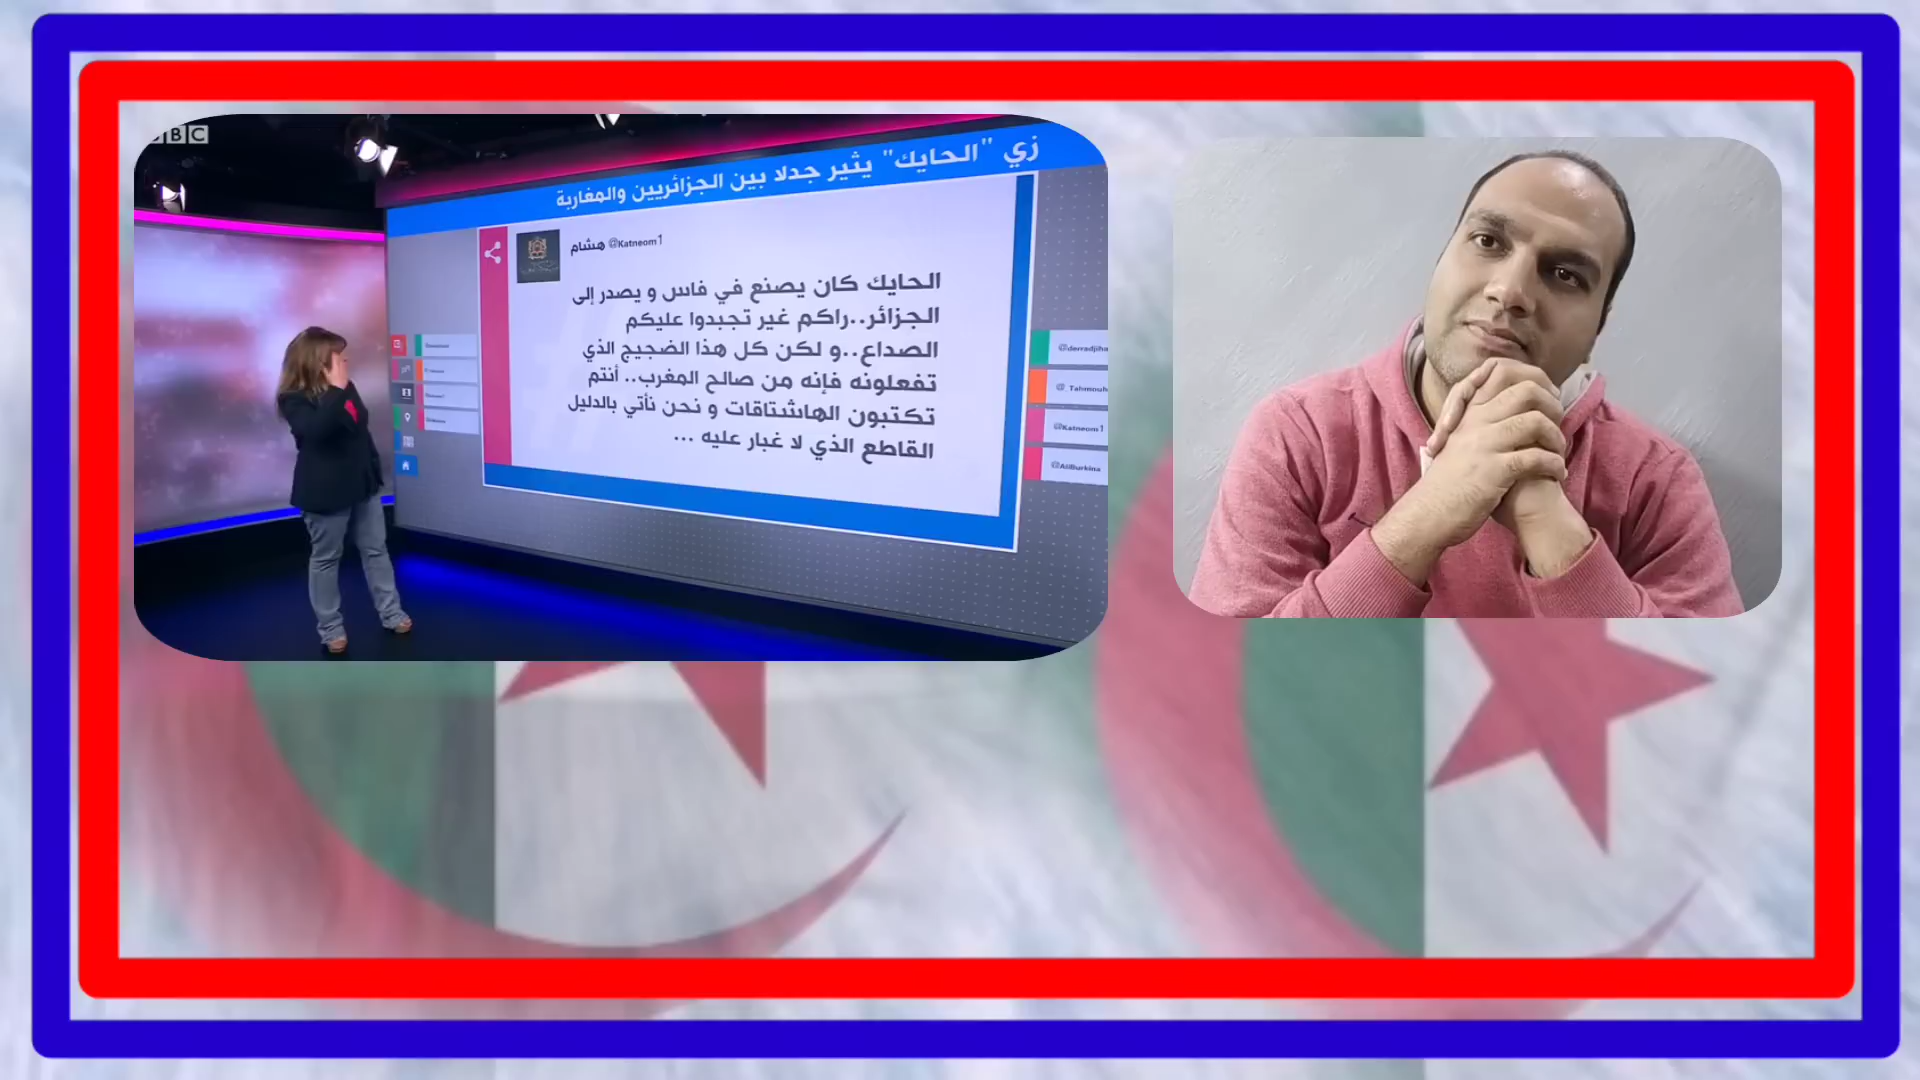 BBC
زي "الحايك" يثير جدلا بين الجزائريين والمغاربة
هشام @Katneom1
الحايك كان يصنع في فاس و يصدر إلى
الجزائر..راكم غير تجبدوا عليكم
الصداع..و لكن كل هذا الضجيج الذي
تفعلونه فإنه من صالح المغرب.. أنتم
تكتبون الهاشتاقات و نحن نأتي بالدليل
القاطع الذي لا غبار عليه ...
@derradjiha
@Katneom1
@AliBurkina